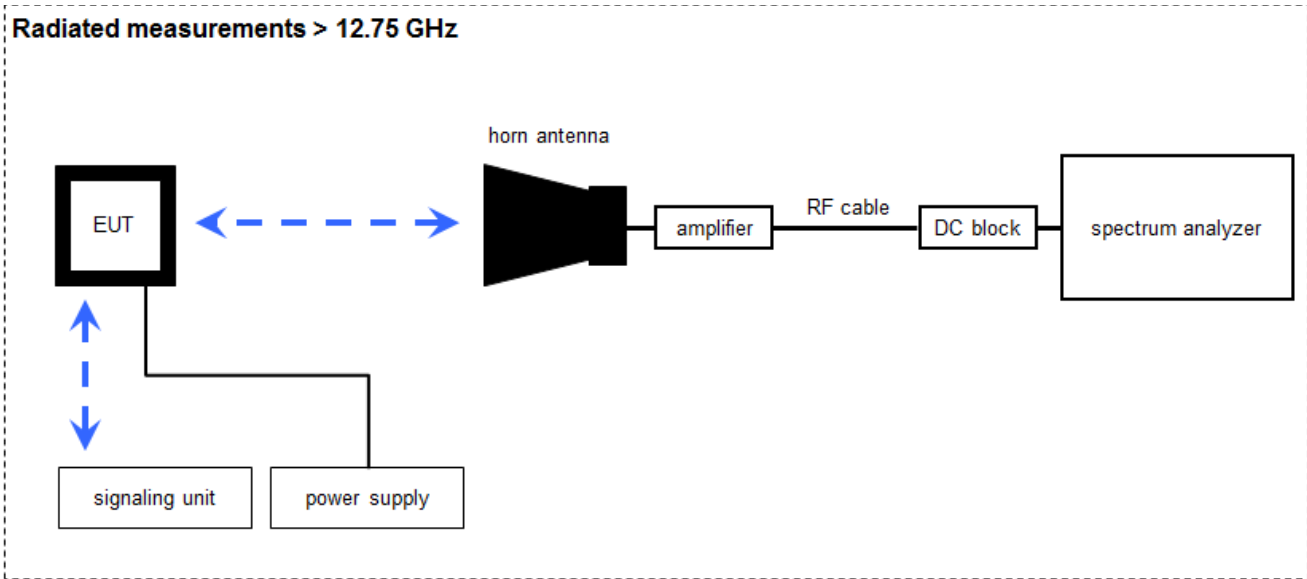 Radiated measurements > 12.75 GHz
horn antenna
EUT
amplifier
RF cable
DC block
spectrum analyzer
signaling unit
power supply